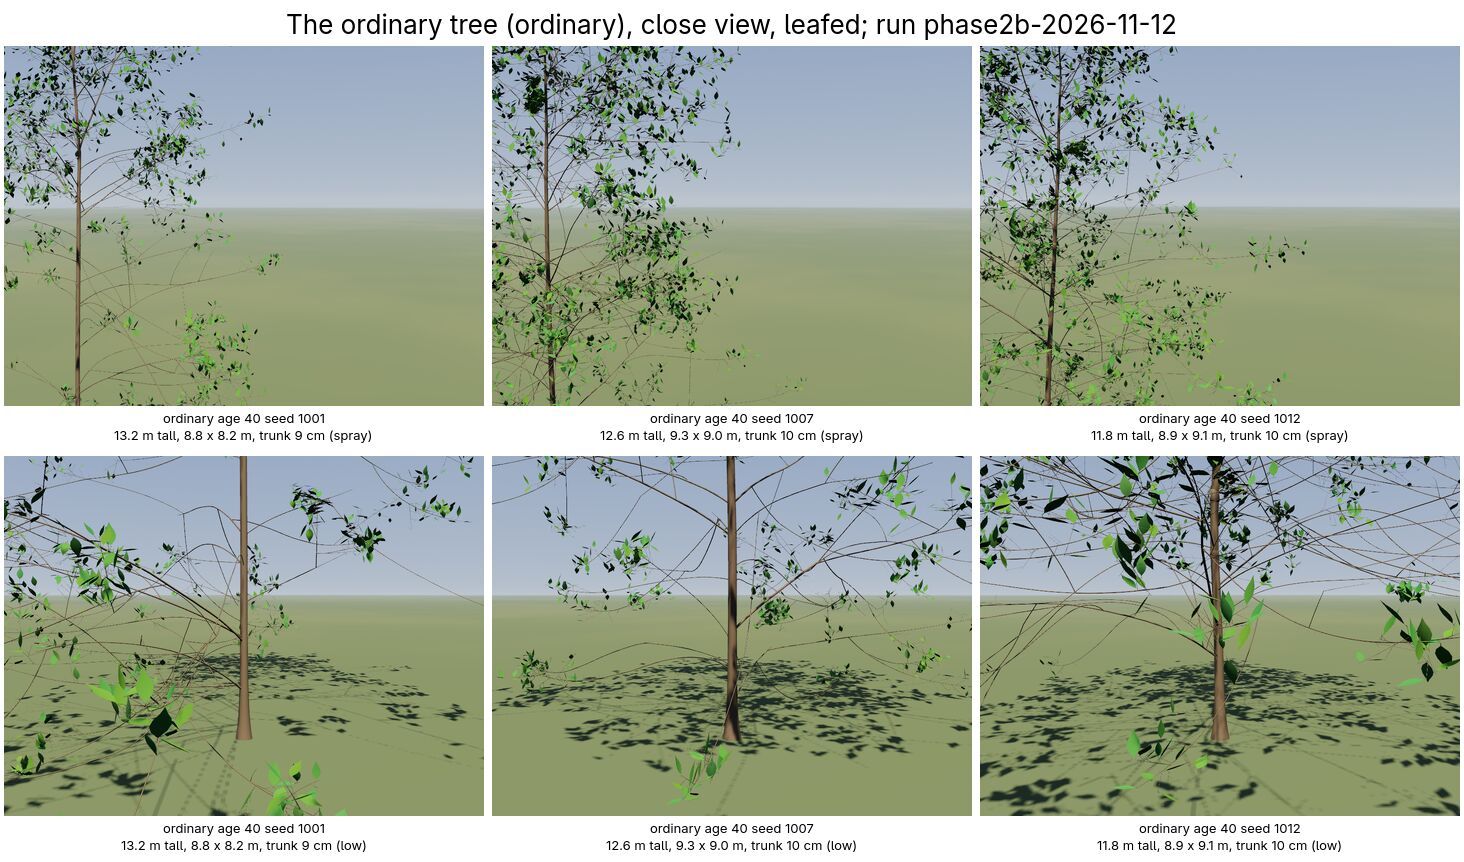 The ordinary tree (ordinary), close view, leafed; run phase2b-2026-11-12
ordinary age 40 seed 1001
13.2 m tall, 8.8 x 8.2 m, trunk 9 cm (spray)
ordinary age 40 seed 1007
12.6 m tall, 9.3 x 9.0 m, trunk 10 cm (spray)
ordinary age 40 seed 1012
11.8 m tall, 8.9 x 9.1 m, trunk 10 cm (spray)
ordinary age 40 seed 1001
13.2 m tall, 8.8 x 8.2 m, trunk 9 cm (low)
ordinary age 40 seed 1007
12.6 m tall, 9.3 x 9.0 m, trunk 10 cm (low)
ordinary age 40 seed 1012
11.8 m tall, 8.9 x 9.1 m, trunk 10 cm (low)